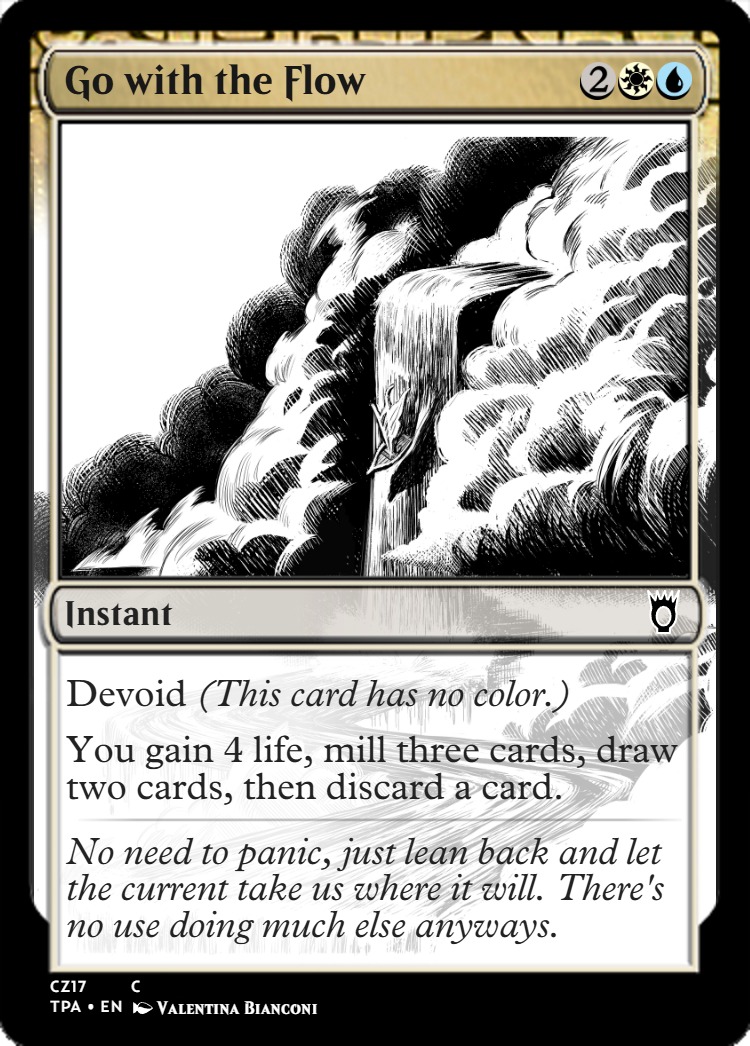 Go with the Flow
2
Instant
Devoid (This card has no color.)
You gain 4 life, mill three cards, draw
two cards, then discard a card.
No need to panic, just lean back and let
the current take us where it will. There's
no use doing much else anyways.
CZ17 C
TPA • EN Valentina Bianconi